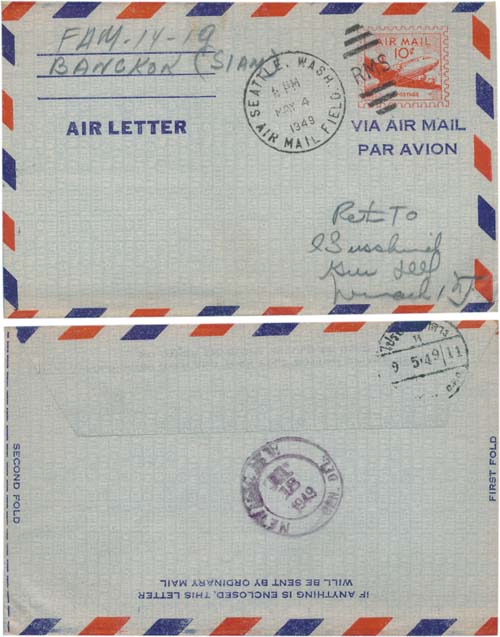 FAM-14-19
BANGKOK (SIAM)
AIR LETTER
SEATTLE, WASH.
5 PM
MAY 4
1949
AIR MAIL FIELD
RMS
AIR MAIL
10¢
VIA AIR MAIL
PAR AVION
Ret To
9 5·49 11
SECOND FOLD
FIRST FOLD
18
1949
IF ANYTHING IS ENCLOSED, THIS LETTER
WILL BE SENT BY ORDINARY MAIL